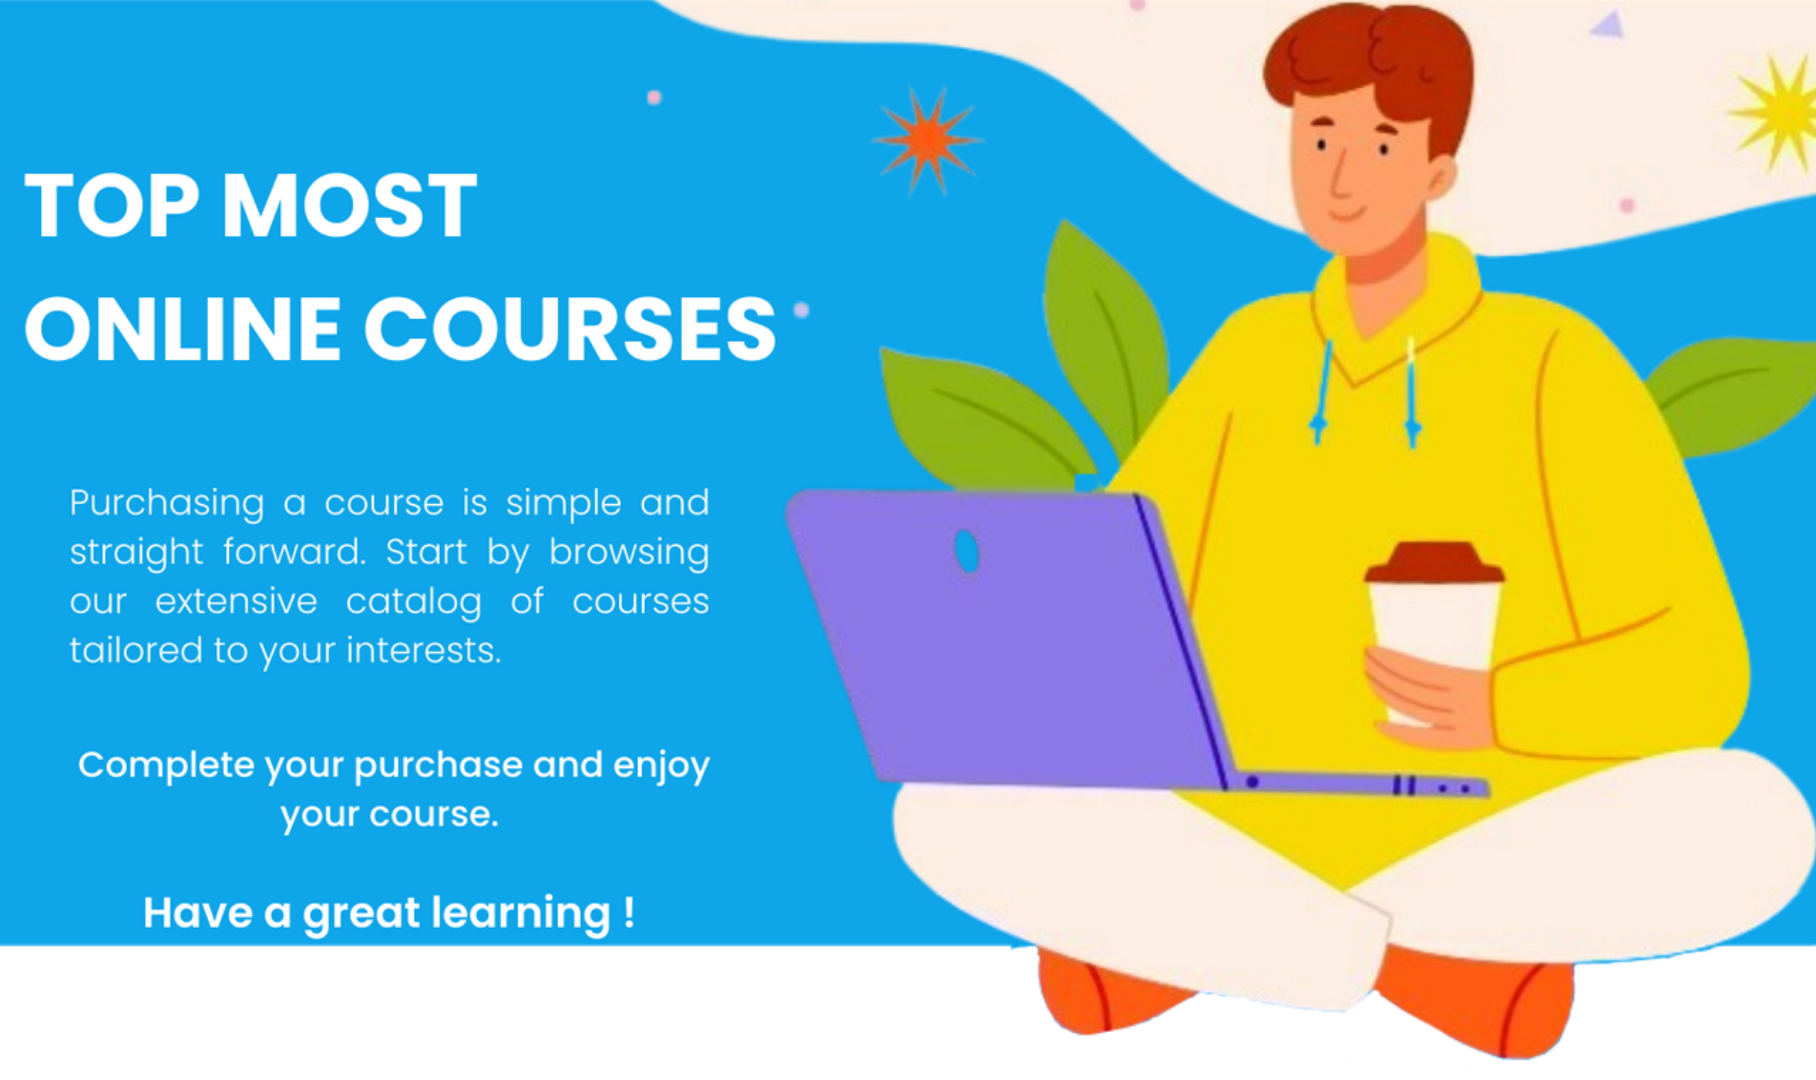 TOP MOST
ONLINE COURSES
Purchasing a course is simple and
straight forward. Start by browsing
our extensive catalog of courses
tailored to your interests.
Complete your purchase and enjoy
your course.
Have a great learning !